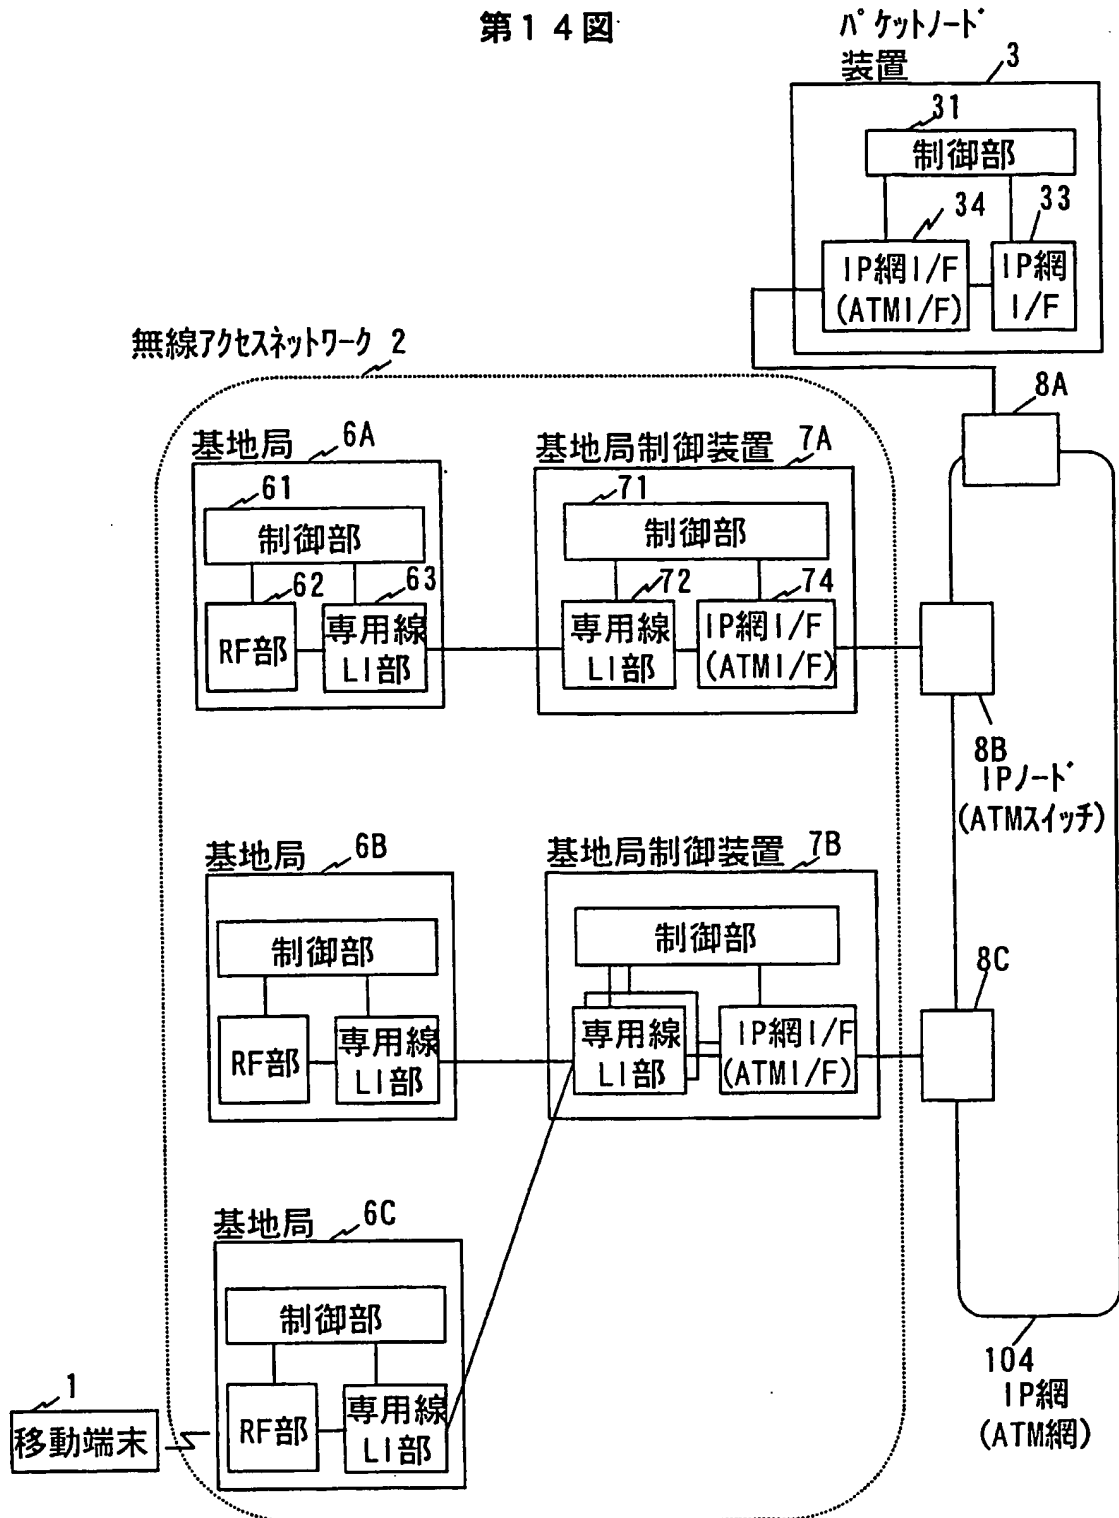 第14図
パケットノード
装置
3
31
制御部
34
33
IP網I/F
(ATMI/F)
IP網
I/F
無線アクセスネットワーク 2
8A
基地局
6A
基地局制御装置
7A
61
制御部
71
制御部
62
63
72
74
RF部
専用線
LI部
専用線
LI部
IP網I/F
(ATMI/F)
8B
IPノード
(ATMスイッチ)
基地局
6B
基地局制御装置
7B
制御部
制御部
8C
RF部
専用線
LI部
専用線
LI部
IP網I/F
(ATMI/F)
基地局
6C
制御部
104
IP網
(ATM網)
1
移動端末
RF部
専用線
LI部